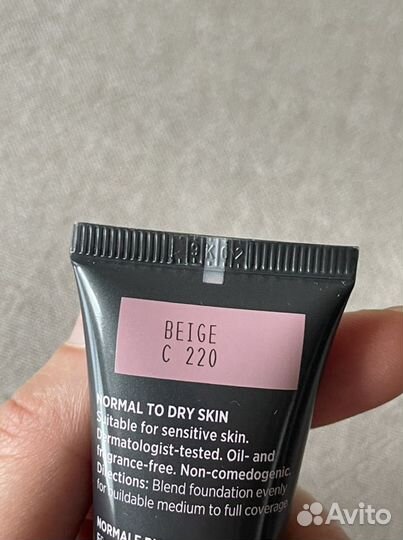 BEIGE
C 220
NORMAL TO DRY SKIN
Suitable for sensitive skin.
Dermatologist-tested. Oil- and
fragrance-free. Non-comedogenic.
Directions: Blend foundation evenly
for buildable medium to full coverage
Avito